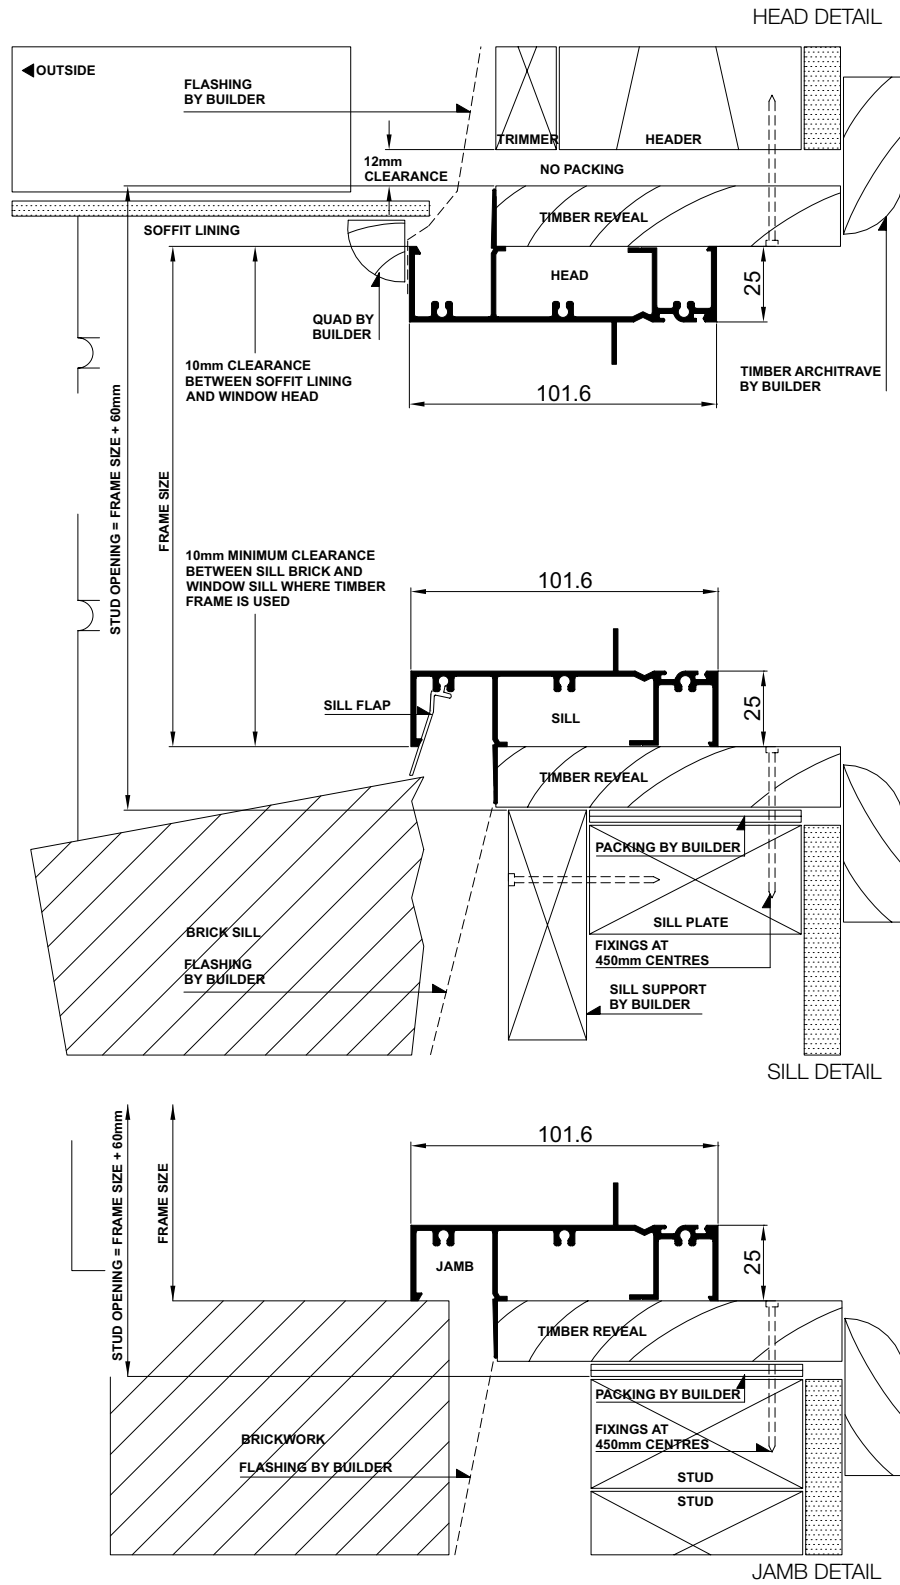 HEAD DETAIL
OUTSIDE
FLASHING
BY BUILDER
TRIMMER
HEADER
12mm
CLEARANCE
NO PACKING
TIMBER REVEAL
SOFFIT LINING
HEAD
25
QUAD BY
BUILDER
10mm CLEARANCE
BETWEEN SOFFIT LINING
AND WINDOW HEAD
TIMBER ARCHITRAVE
BY BUILDER
101.6
STUD OPENING = FRAME SIZE + 60mm
FRAME SIZE
10mm MINIMUM CLEARANCE
BETWEEN SILL BRICK AND
WINDOW SILL WHERE TIMBER
FRAME IS USED
101.6
SILL FLAP
SILL
25
TIMBER REVEAL
PACKING BY BUILDER
BRICK SILL
SILL PLATE
FLASHING
BY BUILDER
FIXINGS AT
450mm CENTRES
SILL SUPPORT
BY BUILDER
SILL DETAIL
STUD OPENING = FRAME SIZE + 60mm
FRAME SIZE
101.6
JAMB
25
TIMBER REVEAL
PACKING BY BUILDER
BRICKWORK
FIXINGS AT
450mm CENTRES
FLASHING BY BUILDER
STUD
STUD
JAMB DETAIL